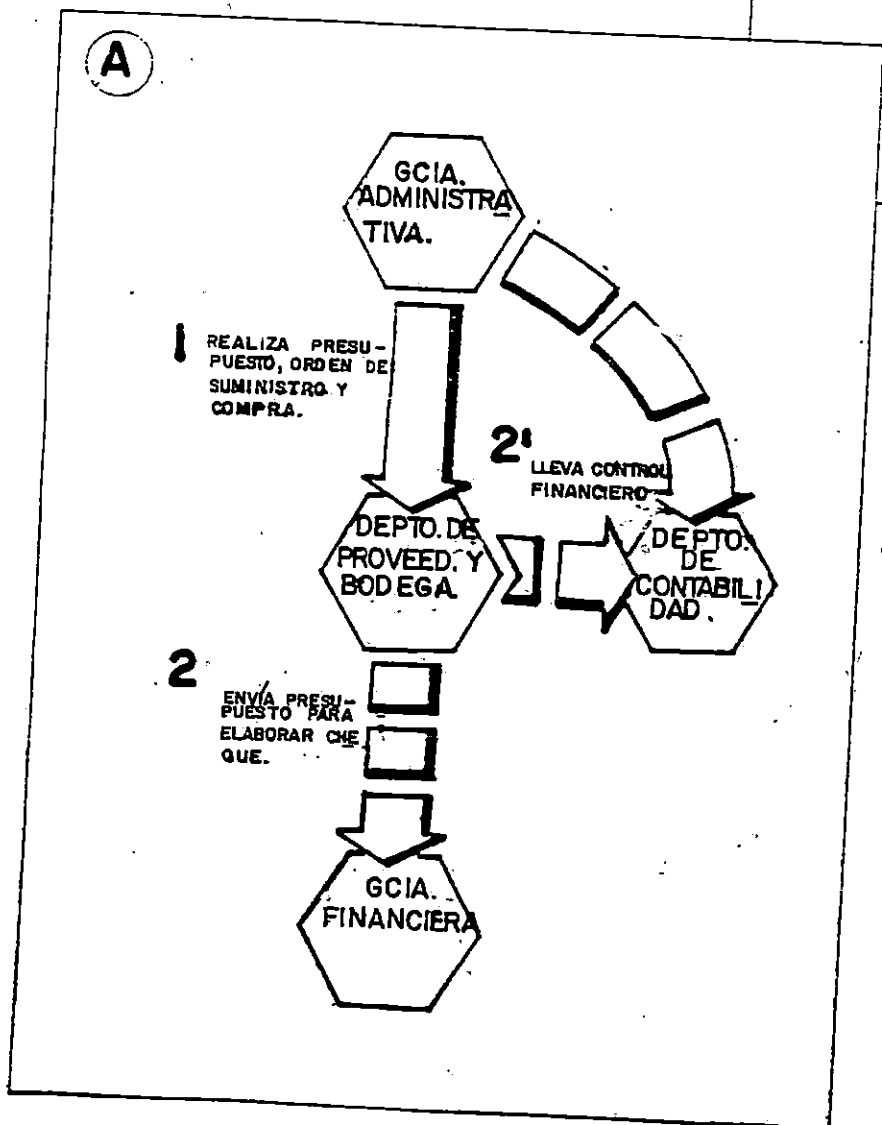 A
GCIA.
ADMINISTRA
TIVA.
1
REALIZA PRESU-
PUESTO, ORDEN DE
SUMINISTRO Y
COMPRA.
2'
LLEVA CONTROL
FINANCIERO
DEPTO. DE
PROVEED. Y
BODEGA.
DEPTO.
DE
CONTABILI
DAD.
2
ENVÍA PRESU-
PUESTO PARA
ELABORAR CHE
QUE.
GCIA.
FINANCIERA